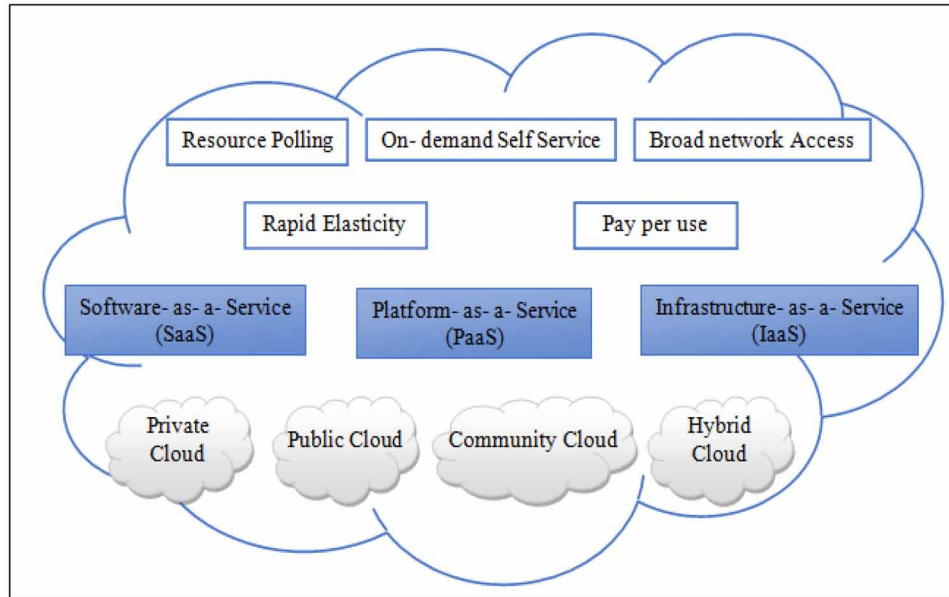 Resource Polling
On- demand Self Service
Broad network Access
Rapid Elasticity
Pay per use
Software- as- a- Service
(SaaS)
Platform- as- a- Service
(PaaS)
Infrastructure- as- a- Service
(IaaS)
Private
Cloud
Public Cloud
Community Cloud
Hybrid
Cloud